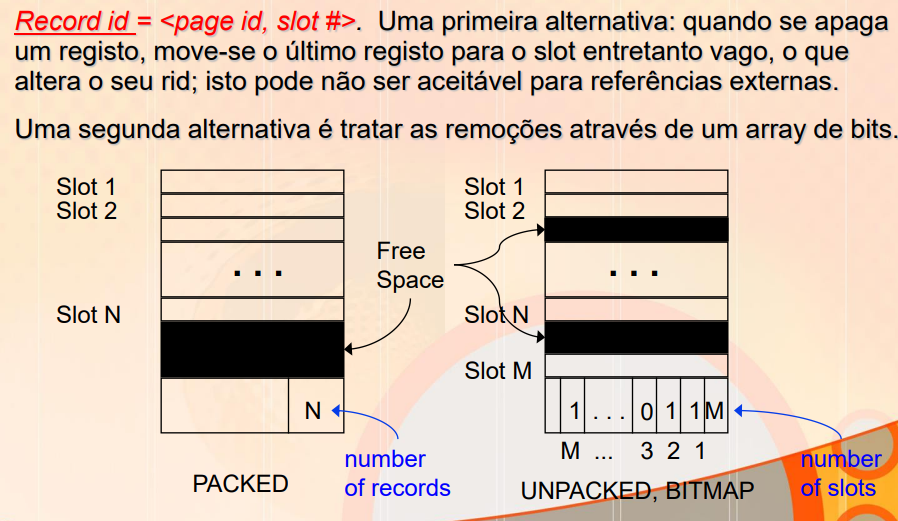 Record id = <page id, slot #>. Uma primeira alternativa: quando se apaga
um registo, move-se o último registo para o slot entretanto vago, o que
altera o seu rid; isto pode não ser aceitável para referências externas.
Uma segunda alternativa é tratar as remoções através de um array de bits.
Slot 1
Slot 2
. . .
Slot N
N
number
of records
PACKED
Free
Space
Slot 1
Slot 2
. . .
Slot N
Slot M
1 . . . 0 1 1 M
M ... 3 2 1
number
of slots
UNPACKED, BITMAP